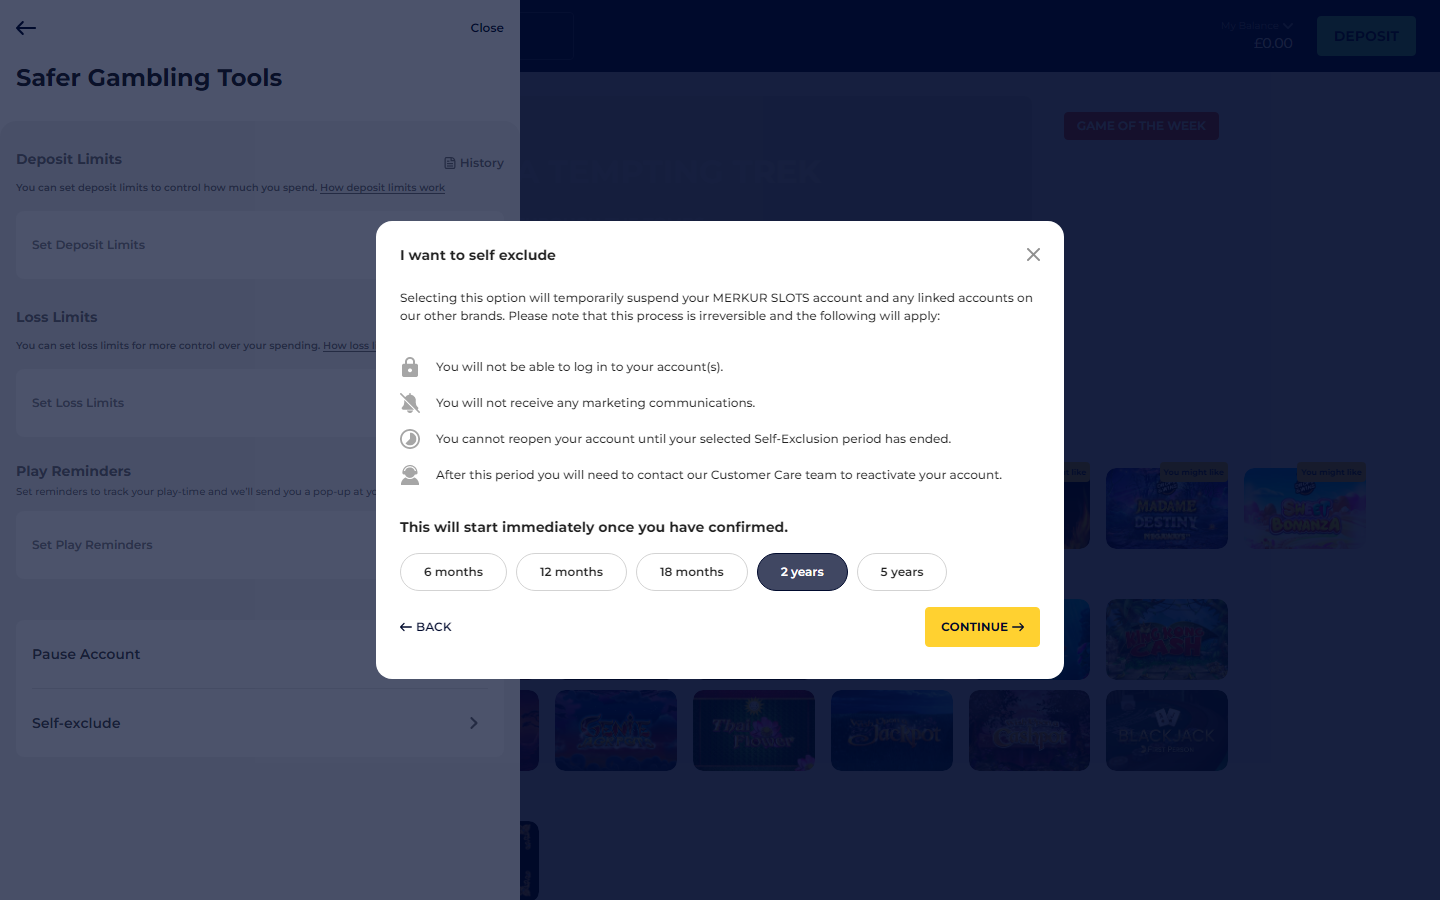 Close
Safer Gambling Tools
Deposit Limits
History
You can set deposit limits to control how much you spend. How deposit limits work
Set Deposit Limits
Loss Limits
You can set loss limits for more control over your spending. How loss
Set Loss Limits
Play Reminders
Set reminders to track your play-time and we'll send you a pop-up at
Set Play Reminders
Pause Account
Self-exclude
My Balance
£0.00
DEPOSIT
GAME OF THE WEEK
TREK
I want to self exclude
Selecting this option will temporarily suspend your MERKUR SLOTS account and any linked accounts on
our other brands. Please note that this process is irreversible and the following will apply:
You will not be able to log in to your account(s).
You will not receive any marketing communications.
You cannot reopen your account until your selected Self-Exclusion period has ended.
After this period you will need to contact our Customer Care team to reactivate your account.
This will start immediately once you have confirmed.
6 months
12 months
18 months
2 years
5 years
BACK
CONTINUE
like
You might like
You might like
MADAME
DESTINY
MEGAWAYS
SWEET
BONANZA
Thai
Flower
Jackpot
BLACKJACK